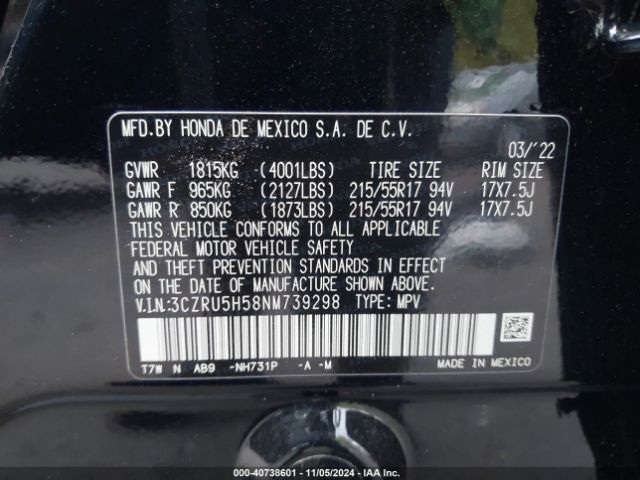 MFD.BY HONDA DE MEXICO S.A. DE C.V.
03/'22
GVWR 1815KG (4001LBS) TIRE SIZE RIM SIZE
GAWR F 965KG (2127LBS) 215/55R17 94V 17X7.5J
GAWR R 850KG (1873LBS) 215/55R17 94V 17X7.5J
THIS VEHICLE CONFORMS TO ALL APPLICABLE
FEDERAL MOTOR VEHICLE SAFETY
AND THEFT PREVENTION STANDARDS IN EFFECT
ON THE DATE OF MANUFACTURE SHOWN ABOVE.
V.I.N.:3CZRU5H58NM739298 TYPE: MPV
T7W N AB9 -NH731P -A -M MADE IN MEXICO
000-40738601 - 11/05/2024 - IAA Inc.